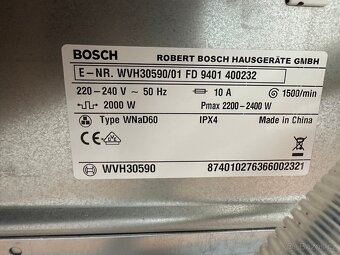 BOSCH ROBERT BOSCH HAUSGERÄTE GMBH
E-NR. WVH30590/01 FD 9401 400232
220-240 V ~ 50 Hz 10 A 1500/min
2000 W Pmax 2200-2400 W
Type WNaD60 IPX4 Made in China
CE
WVH30590 874010276366002321